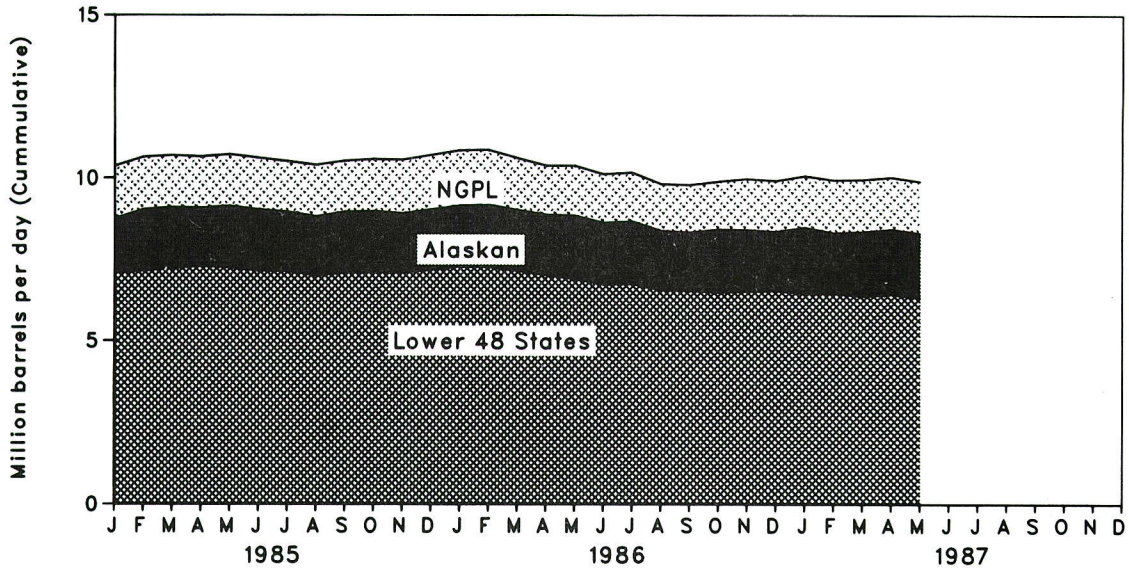 Million barrels per day (Cummulative)
15
10
5
0
NGPL
Alaskan
Lower 48 States
J F M A M J J A S O N D J F M A M J J A S O N D J F M A M J J A S O N D
1985 1986 1987